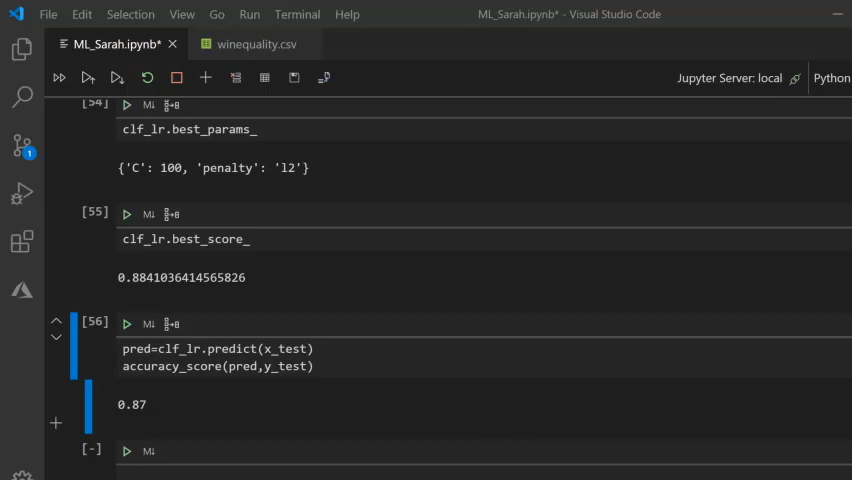 File Edit Selection View Go Run Terminal Help ML_Sarah.ipynb* - Visual Studio Code
ML_Sarah.ipynb* winequality.csv
Jupyter Server: local Python
[54] M↓
clf_lr.best_params_
{'C': 100, 'penalty': 'l2'}
[55] M↓
clf_lr.best_score_
0.8841036414565826
[56] M↓
pred=clf_lr.predict(x_test)
accuracy_score(pred,y_test)
0.87
[-] M↓
1